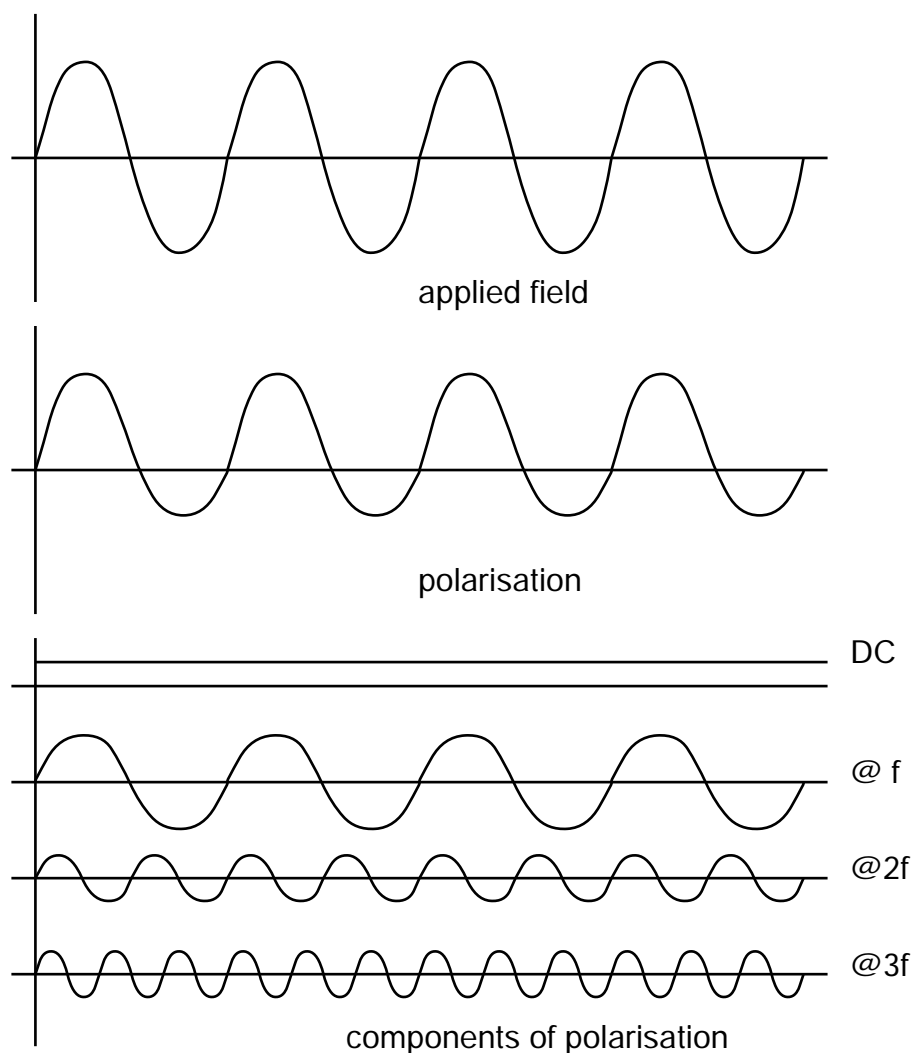 applied field
polarisation
DC
@ f
@2f
@3f
components of polarisation